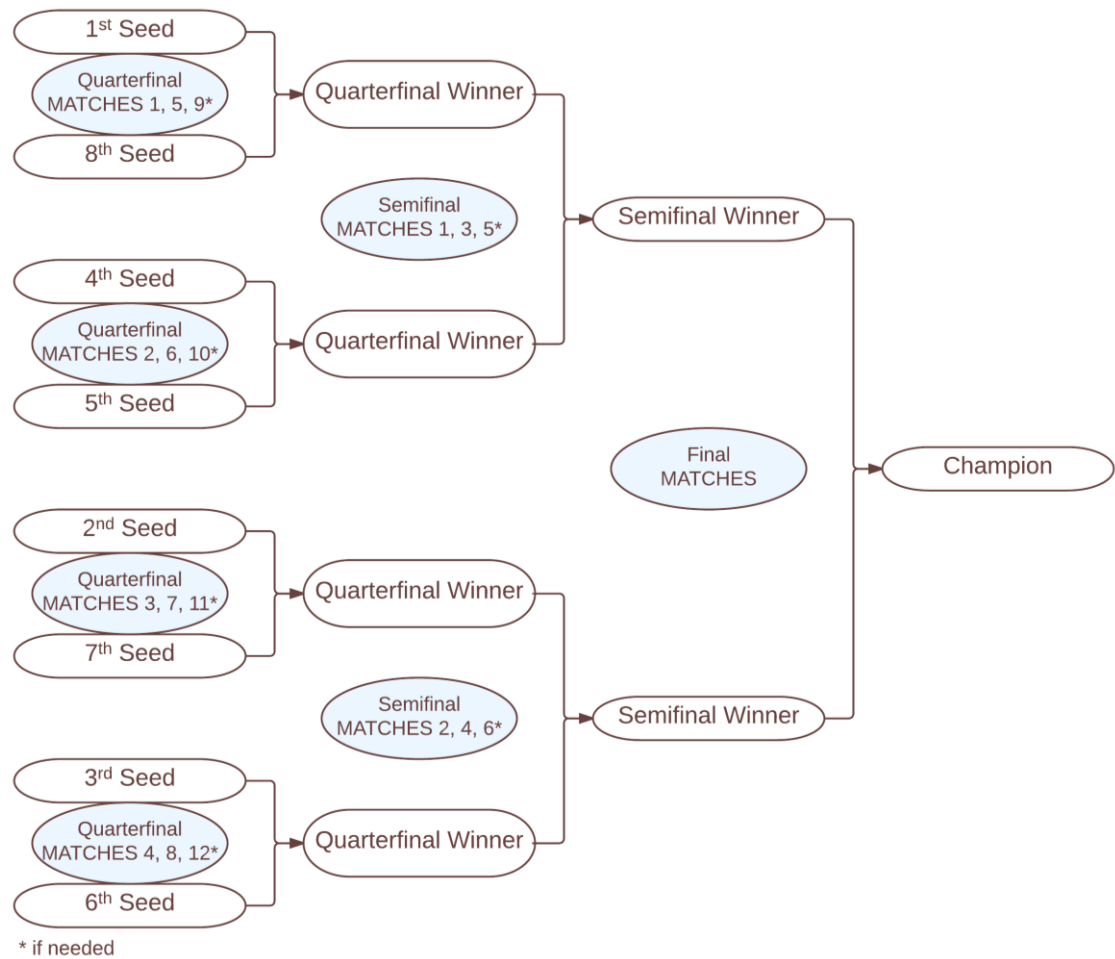 1st Seed
Quarterfinal
MATCHES 1, 5, 9*
8th Seed
Quarterfinal Winner
Semifinal
MATCHES 1, 3, 5*
Semifinal Winner
4th Seed
Quarterfinal
MATCHES 2, 6, 10*
5th Seed
Quarterfinal Winner
Final
MATCHES
Champion
2nd Seed
Quarterfinal
MATCHES 3, 7, 11*
7th Seed
Quarterfinal Winner
Semifinal
MATCHES 2, 4, 6*
Semifinal Winner
3rd Seed
Quarterfinal
MATCHES 4, 8, 12*
6th Seed
Quarterfinal Winner
* if needed